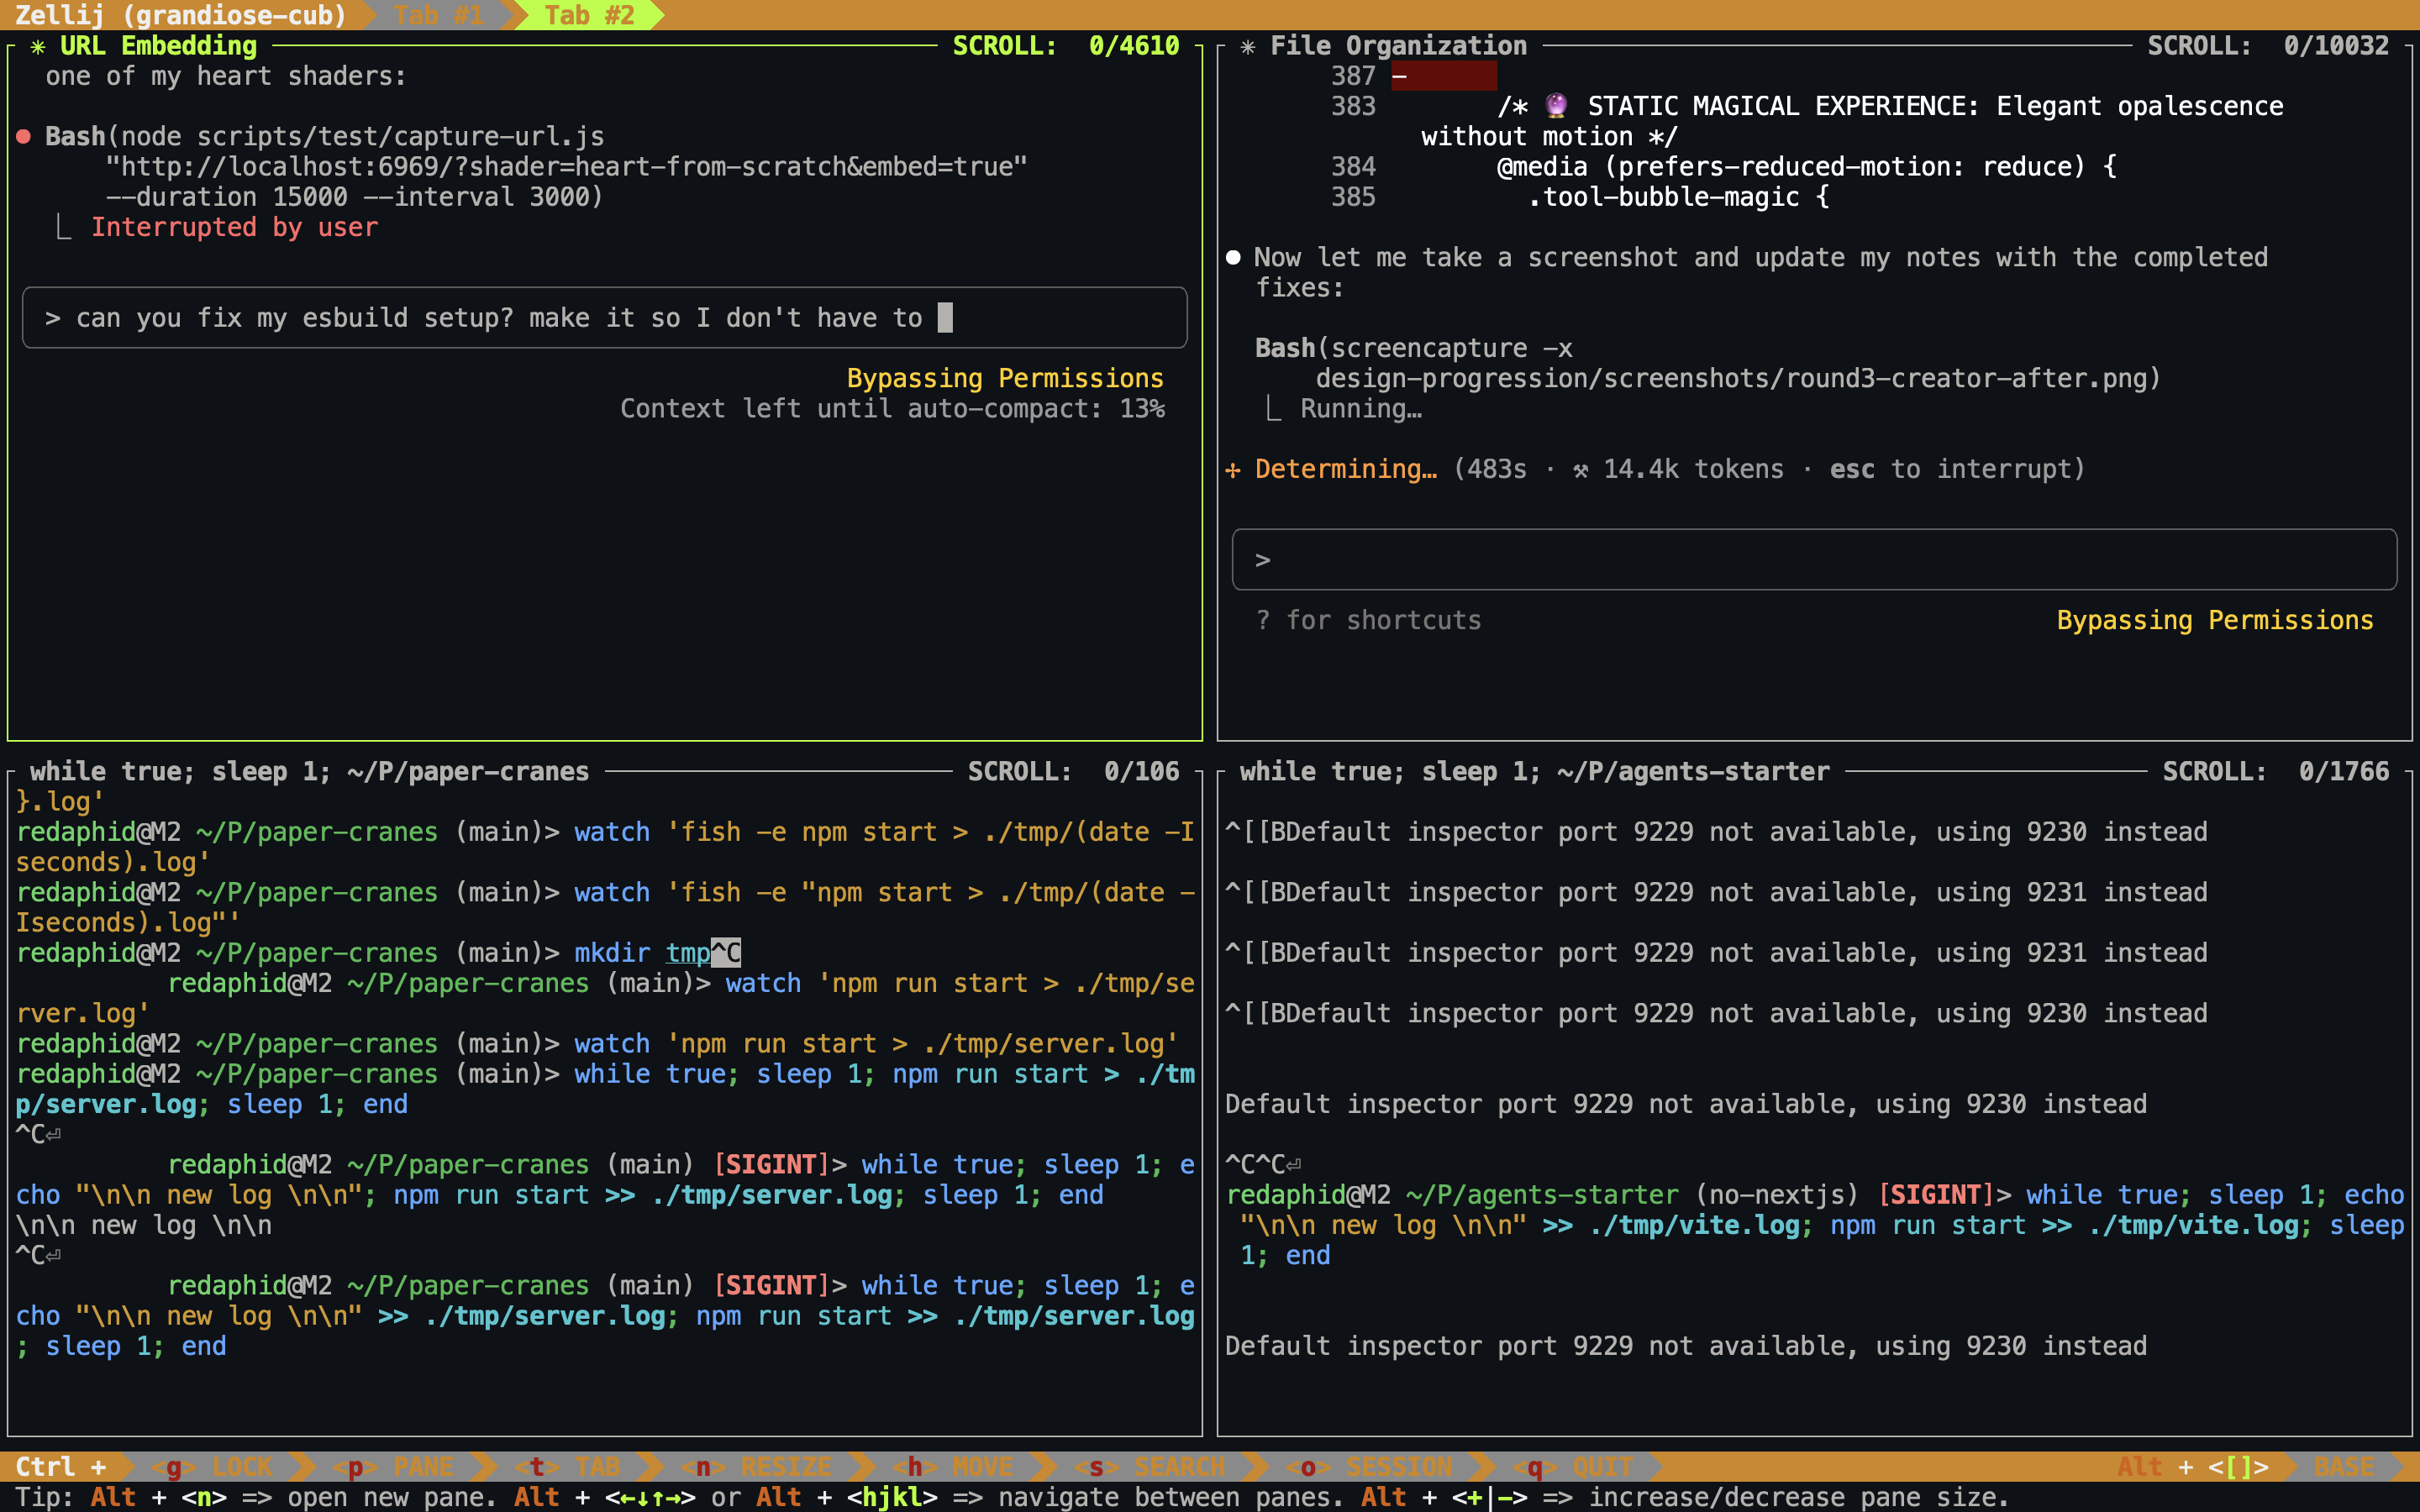 Zellij (grandiose-cub) Tab #1 Tab #2
✳ URL Embedding SCROLL: 0/4610
one of my heart shaders:
● Bash(node scripts/test/capture-url.js
"http://localhost:6969/?shader=heart-from-scratch&embed=true"
--duration 15000 --interval 3000)
⎿ Interrupted by user
> can you fix my esbuild setup? make it so I don't have to
Bypassing Permissions
Context left until auto-compact: 13%
✳ File Organization SCROLL: 0/10032
387 -
383 /* 🔮 STATIC MAGICAL EXPERIENCE: Elegant opalescence
without motion */
384 @media (prefers-reduced-motion: reduce) {
385 .tool-bubble-magic {
● Now let me take a screenshot and update my notes with the completed
fixes:
Bash(screencapture -x
design-progression/screenshots/round3-creator-after.png)
⎿ Running…
✢ Determining… (483s · ⚒ 14.4k tokens · esc to interrupt)
>
? for shortcuts Bypassing Permissions
while true; sleep 1; ~/P/paper-cranes SCROLL: 0/106
}.log'
redaphid@M2 ~/P/paper-cranes (main)> watch 'fish -e npm start > ./tmp/(date -I
seconds).log'
redaphid@M2 ~/P/paper-cranes (main)> watch 'fish -e "npm start > ./tmp/(date -
Iseconds).log"'
redaphid@M2 ~/P/paper-cranes (main)> mkdir tmp^C
redaphid@M2 ~/P/paper-cranes (main)> watch 'npm run start > ./tmp/se
rver.log'
redaphid@M2 ~/P/paper-cranes (main)> watch 'npm run start > ./tmp/server.log'
redaphid@M2 ~/P/paper-cranes (main)> while true; sleep 1; npm run start > ./tm
p/server.log; sleep 1; end
^C⏎
redaphid@M2 ~/P/paper-cranes (main) [SIGINT]> while true; sleep 1; e
cho "\n\n new log \n\n"; npm run start >> ./tmp/server.log; sleep 1; end
\n\n new log \n\n
^C⏎
redaphid@M2 ~/P/paper-cranes (main) [SIGINT]> while true; sleep 1; e
cho "\n\n new log \n\n" >> ./tmp/server.log; npm run start >> ./tmp/server.log
; sleep 1; end
while true; sleep 1; ~/P/agents-starter SCROLL: 0/1766
^[[BDefault inspector port 9229 not available, using 9230 instead
^[[BDefault inspector port 9229 not available, using 9231 instead
^[[BDefault inspector port 9229 not available, using 9231 instead
^[[BDefault inspector port 9229 not available, using 9230 instead
Default inspector port 9229 not available, using 9230 instead
^C^C⏎
redaphid@M2 ~/P/agents-starter (no-nextjs) [SIGINT]> while true; sleep 1; echo
"\n\n new log \n\n" >> ./tmp/vite.log; npm run start >> ./tmp/vite.log; sleep
1; end
Default inspector port 9229 not available, using 9230 instead
Ctrl + <g> LOCK <p> PANE <t> TAB <n> RESIZE <h> MOVE <s> SEARCH <o> SESSION <q> QUIT Alt + <[]> BASE
Tip: Alt + <n> => open new pane. Alt + <←↓↑→> or Alt + <hjkl> => navigate between panes. Alt + <+|-> => increase/decrease pane size.